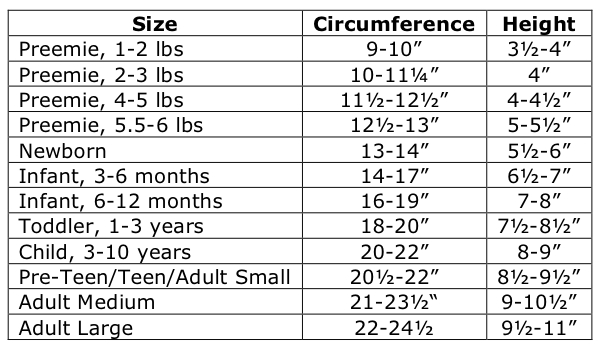 Size Circumference Height
Preemie, 1-2 lbs 9-10” 3½-4”
Preemie, 2-3 lbs 10-11¼” 4”
Preemie, 4-5 lbs 11½-12½” 4-4½”
Preemie, 5.5-6 lbs 12½-13” 5-5½”
Newborn 13-14” 5½-6”
Infant, 3-6 months 14-17” 6½-7”
Infant, 6-12 months 16-19” 7-8”
Toddler, 1-3 years 18-20” 7½-8½”
Child, 3-10 years 20-22” 8-9”
Pre-Teen/Teen/Adult Small 20½-22” 8½-9½”
Adult Medium 21-23½“ 9-10½”
Adult Large 22-24½ 9½-11”